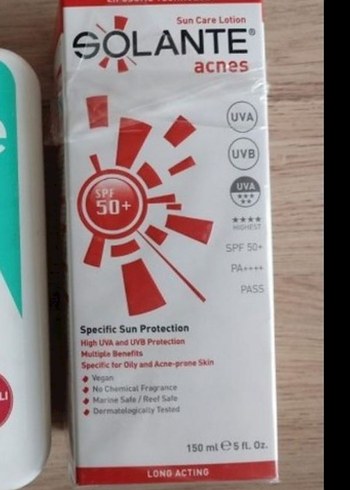 Sun Care Lotion
SOLANTE®
acnes
UVA
UVB
UVA
★★★★
HIGHEST
SPF
50+
SPF 50+
PA++++
PASS
Specific Sun Protection
High UVA and UVB Protection
Multiple Benefits
Specific for Oily and Acne-prone Skin
Vegan
No Chemical Fragrance
Marine Safe / Reef Safe
Dermatologically Tested
150 ml ℮ 5 fl. Oz.
LONG ACTING
LI